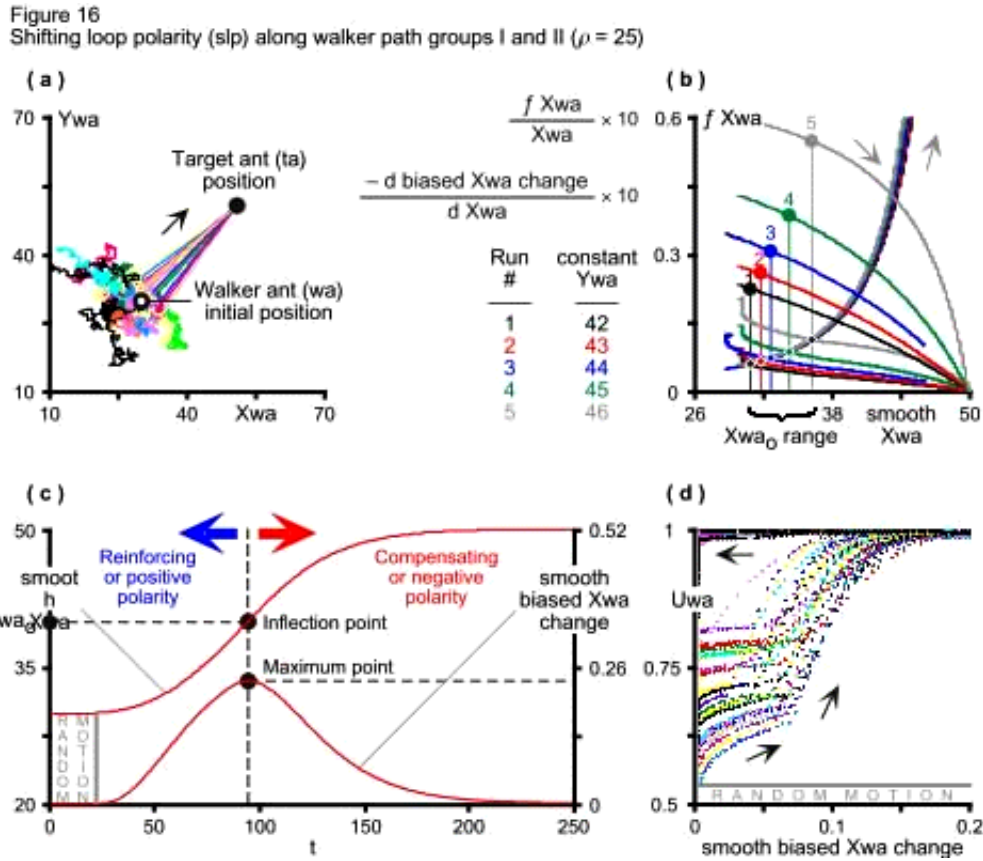 Figure 16
Shifting loop polarity (slp) along walker path groups I and II (ρ = 25)
( a )
70
Ywa
Target ant (ta)
position
40
Walker ant (wa)
initial position
10
10
40
Xwa
70
ƒ Xwa
Xwa
× 10
– d biased Xwa change
d Xwa
× 10
Run
#
constant
Ywa
1 42
2 43
3 44
4 45
5 46
( b )
0.6
ƒ Xwa
5
4
3
2
1
0.3
0
26
38
50
Xwao range
smooth
Xwa
( c )
50
0.52
Reinforcing
or positive
polarity
Compensating
or negative
polarity
smoot
h
Xwa
smooth
biased Xwa
change
Inflection point
35
Maximum point
0.26
RANDOM
MOTION
20
0
0
50
100
150
200
250
t
( d )
1
Uwa
0.75
0.5
RANDOM MOTION
0
0.1
0.2
smooth biased Xwa change